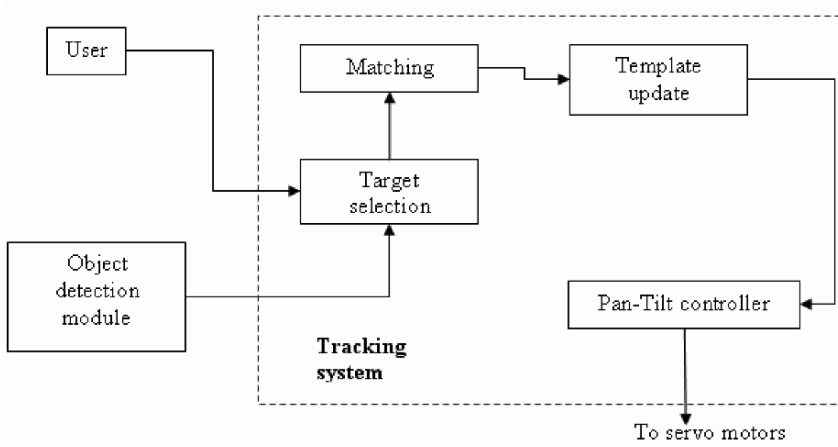 User
Matching
Template
update
Target
selection
Object
detection
module
Pan-Tilt controller
Tracking
system
To servo motors